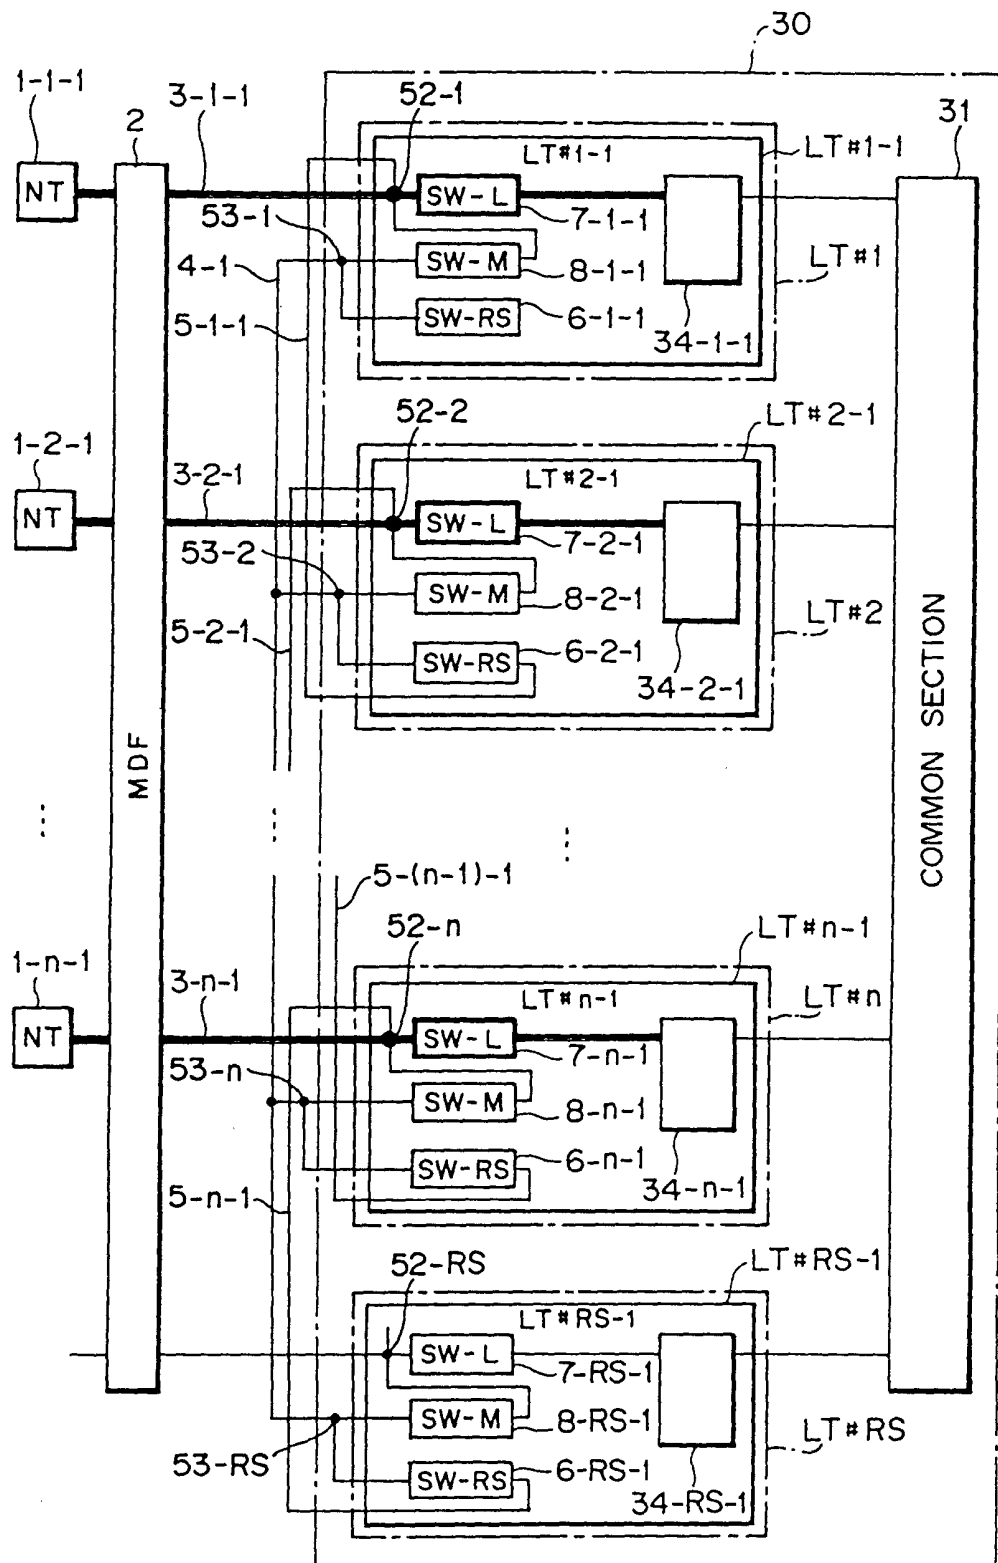 30
1-1-1
2
3-1-1
52-1
31
LT#1-1
LT#1-1
NT
SW-L
7-1-1
53-1
4-1
SW-M
8-1-1
LT#1
5-1-1
SW-RS
6-1-1
34-1-1
52-2
LT#2-1
1-2-1
3-2-1
LT#2-1
NT
SW-L
7-2-1
53-2
SW-M
8-2-1
LT#2
5-2-1
SW-RS
6-2-1
34-2-1
MDF
COMMON SECTION
5-(n-1)-1
52-n
LT#n-1
1-n-1
3-n-1
LT#n-1
LT#n
NT
SW-L
7-n-1
53-n
SW-M
8-n-1
SW-RS
6-n-1
5-n-1
34-n-1
52-RS
LT#RS-1
LT#RS-1
SW-L
7-RS-1
SW-M
8-RS-1
LT#RS
53-RS
SW-RS
6-RS-1
34-RS-1